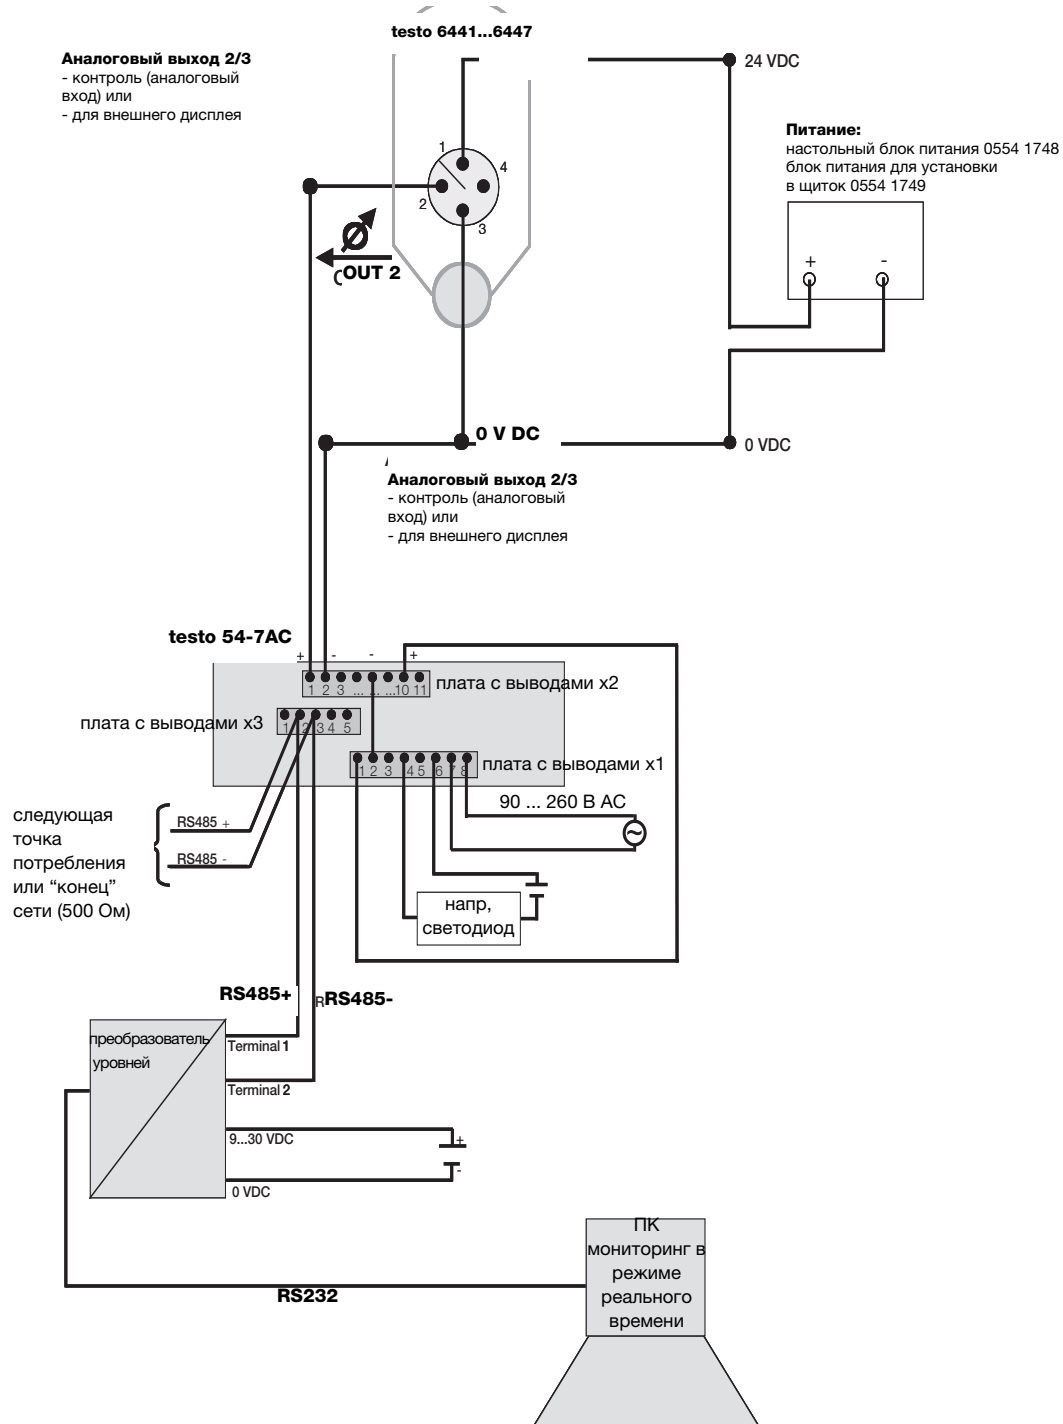 testo 6441...6447
Аналоговый выход 2/3
- контроль (аналоговый
вход) или
- для внешнего дисплея
24 VDC
Питание:
настольный блок питания 0554 1748
блок питания для установки
в щиток 0554 1749
+ -
1
4
2
3
OUT 2
0 V DC
0 VDC
Аналоговый выход 2/3
- контроль (аналоговый
вход) или
- для внешнего дисплея
testo 54-7AC
+ - - +
1 2 3 ... ... ...10 11
плата с выводами x2
плата с выводами x3
1 2 3 4 5
1 2 3 4 5 6 7 8
плата с выводами x1
90 ... 260 В AC
~
следующая
точка
потребления
или “конец”
сети (500 Ом)
RS485 +
RS485 -
напр,
светодиод
RS485+
RRS485-
преобразователь
уровней
Terminal 1
Terminal 2
9...30 VDC
+
-
0 VDC
RS232
ПК
мониторинг в
режиме
реального
времени